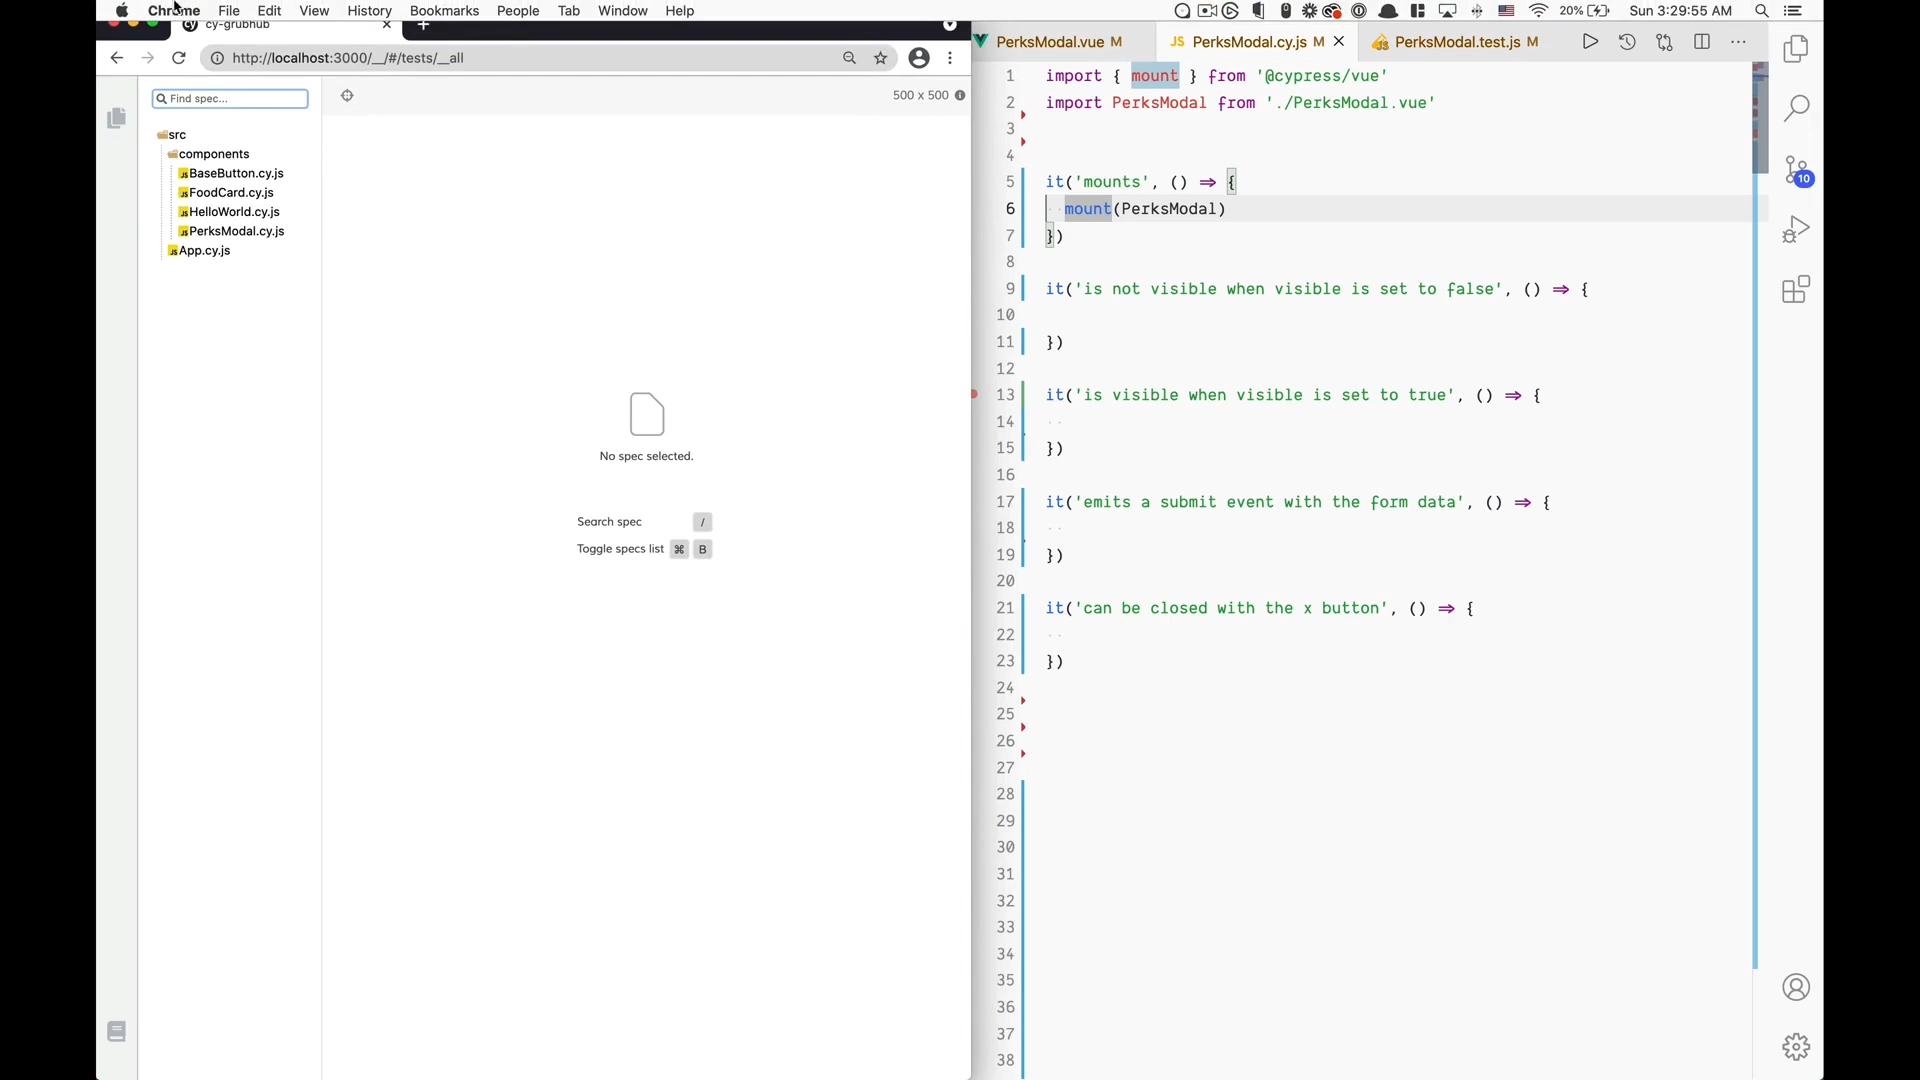 Chrome File Edit View History Bookmarks People Tab Window Help
20% Sun 3:29:55 AM
cy-grubhub
http://localhost:3000/__/#/tests/__all
Find spec...
500 x 500
src
components
BaseButton.cy.js
FoodCard.cy.js
HelloWorld.cy.js
PerksModal.cy.js
App.cy.js
No spec selected.
Search spec /
Toggle specs list ⌘ B
PerksModal.vue M
JS PerksModal.cy.js M
PerksModal.test.js M
1 import { mount } from '@cypress/vue'
2 import PerksModal from './PerksModal.vue'
3
4
5 it('mounts', () ⇒ {
6 mount(PerksModal)
7 })
8
9 it('is not visible when visible is set to false', () ⇒ {
10
11 })
12
13 it('is visible when visible is set to true', () ⇒ {
14
15 })
16
17 it('emits a submit event with the form data', () ⇒ {
18
19 })
20
21 it('can be closed with the x button', () ⇒ {
22
23 })
24
25
26
27
28
29
30
31
32
33
34
35
36
37
38
10